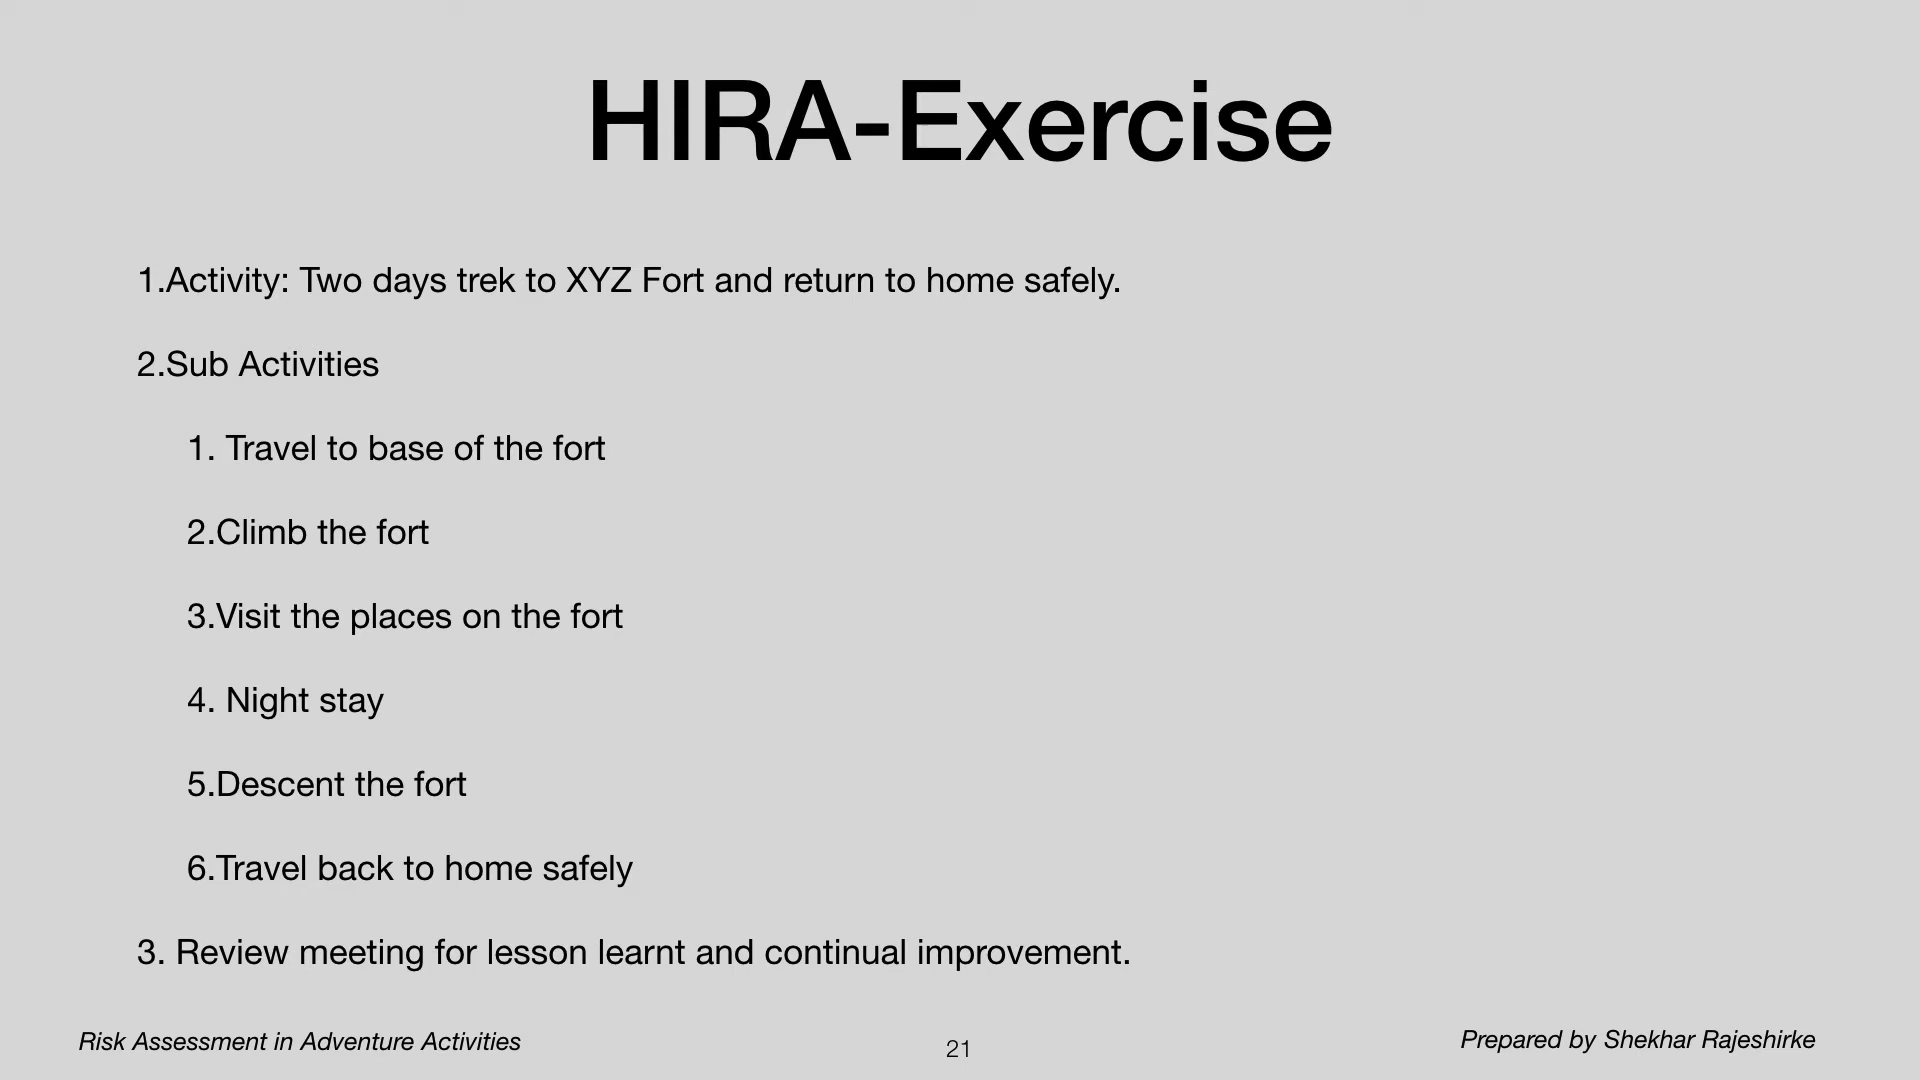 HIRA-Exercise
1.Activity: Two days trek to XYZ Fort and return to home safely.
2.Sub Activities
1. Travel to base of the fort
2.Climb the fort
3.Visit the places on the fort
4. Night stay
5.Descent the fort
6.Travel back to home safely
3. Review meeting for lesson learnt and continual improvement.
Risk Assessment in Adventure Activities
21
Prepared by Shekhar Rajeshirke